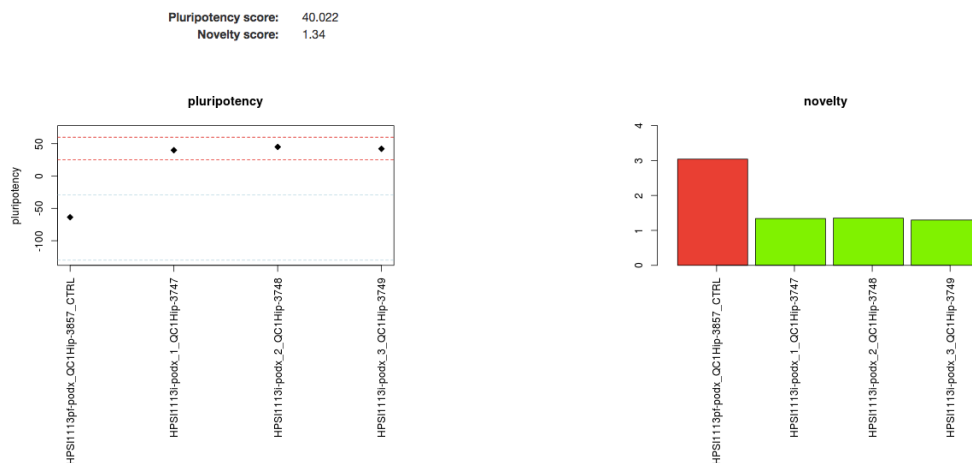 Pluripotency score: 40.022
Novelty score: 1.34
pluripotency
pluripotency
50
0
-50
-100
HPSI1113pf-podx_QC1Hip-3857_CTRL
HPSI1113i-podx_1_QC1Hip-3747
HPSI1113i-podx_2_QC1Hip-3748
HPSI1113i-podx_3_QC1Hip-3749
novelty
4
3
2
1
0
HPSI1113pf-podx_QC1Hip-3857_CTRL
HPSI1113i-podx_1_QC1Hip-3747
HPSI1113i-podx_2_QC1Hip-3748
HPSI1113i-podx_3_QC1Hip-3749